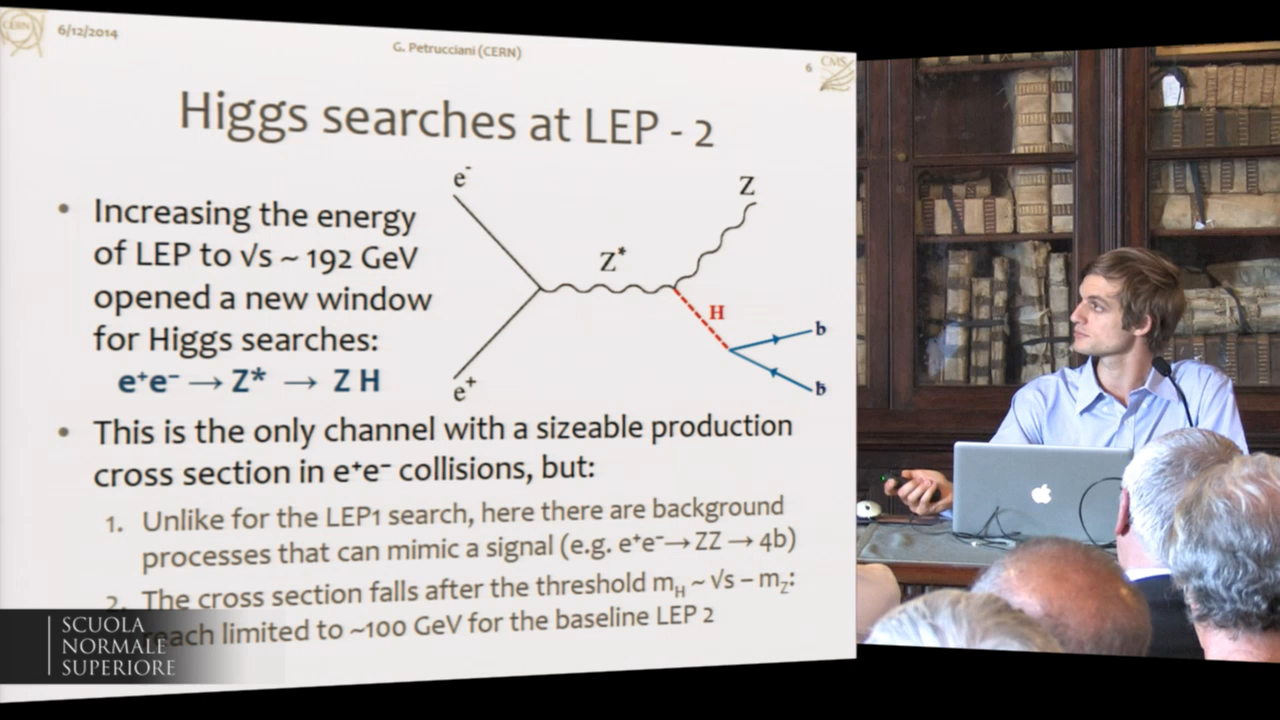 CERN
6/12/2014
G. Petrucciani (CERN)
6
CMS
Higgs searches at LEP - 2
• Increasing the energy
of LEP to √s ~ 192 GeV
opened a new window
for Higgs searches:
e⁺e⁻ → Z* → Z H
e⁻
e⁺
Z*
Z
H
b
b̄
• This is the only channel with a sizeable production
cross section in e⁺e⁻ collisions, but:
1. Unlike for the LEP1 search, here there are background
processes that can mimic a signal (e.g. e⁺e⁻→ ZZ → 4b)
2. The cross section falls after the threshold mH ~ √s – mZ:
reach limited to ~100 GeV for the baseline LEP 2
SCUOLA
NORMALE
SUPERIORE